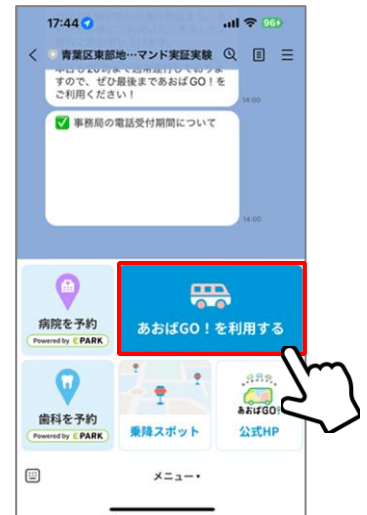 17:44
96
青葉区東部地…マンド実証実験
すので、ぜひ最後まであおばGO！を
ご利用ください！
14:00
✅ 事務局の電話受付期間について
14:00
病院を予約
Powered by EPARK
あおばGO！を利用する
歯科を予約
Powered by EPARK
乗降スポット
あおばGO!
公式HP
メニュー▾